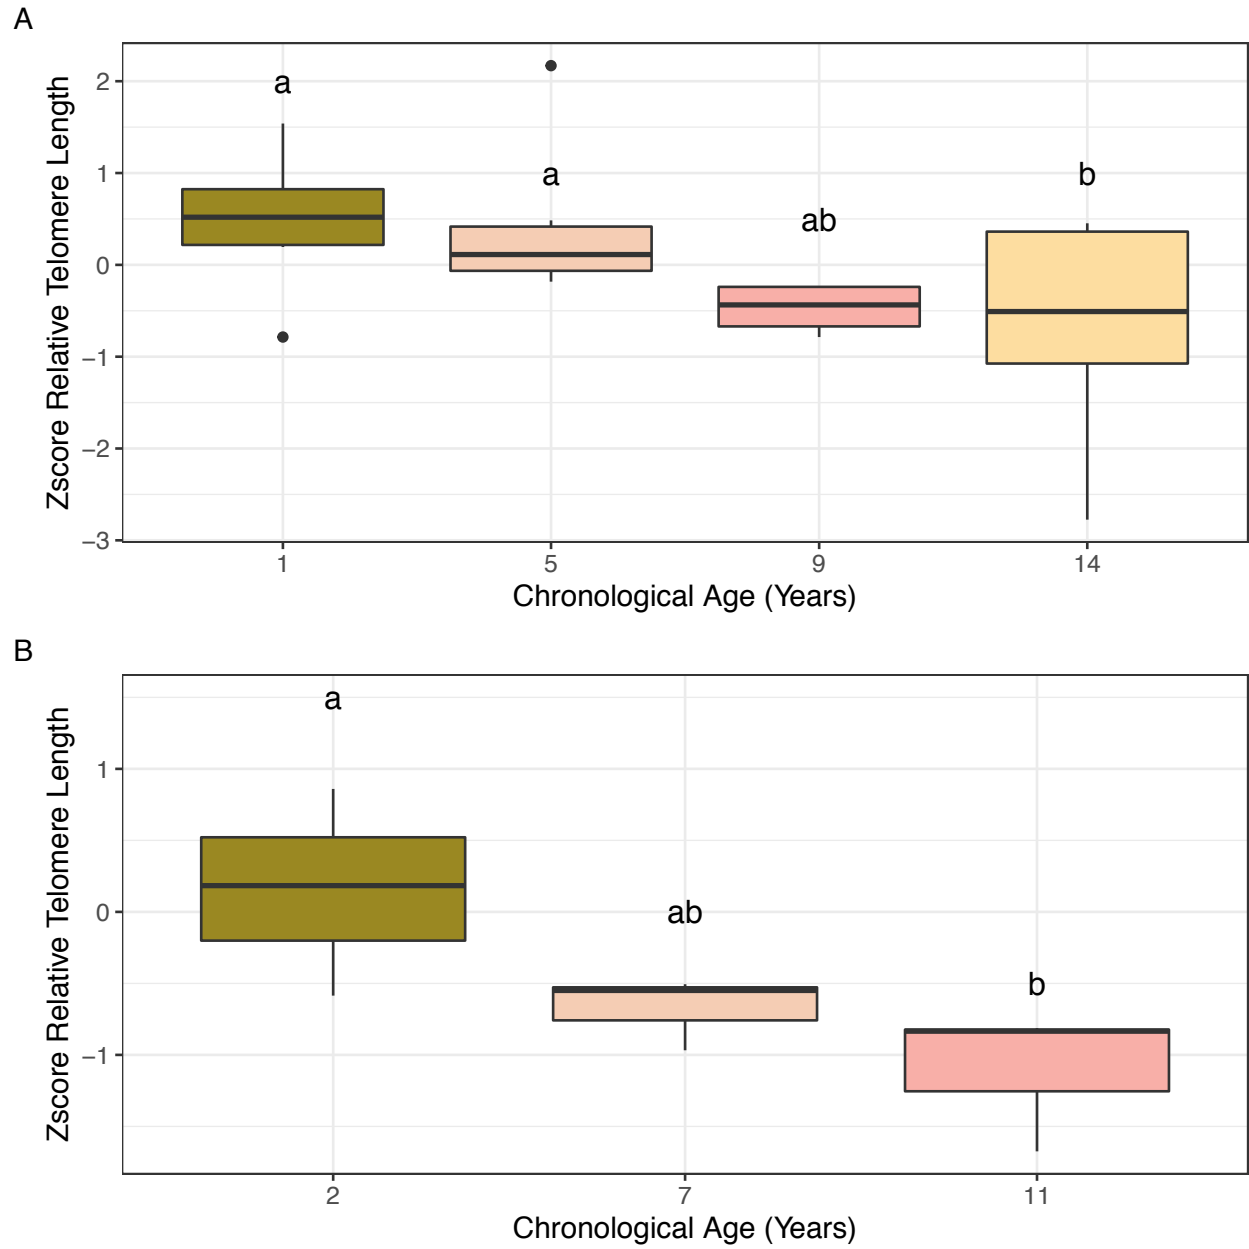 A
Zscore Relative Telomere Length
2
1
0
−1
−2
−3
a
a
ab
b
1 5 9 14
Chronological Age (Years)
B
Zscore Relative Telomere Length
1
0
−1
a
ab
b
2 7 11
Chronological Age (Years)